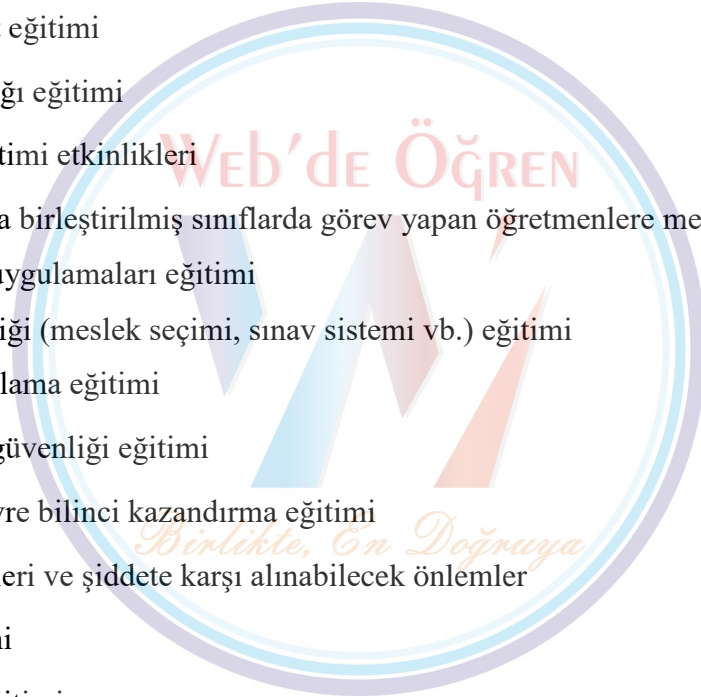 eğitimi
ğı eğitimi
timi etkinlikleri
WEb'dE ÖĞREN
a birleştirilmiş sınıflarda görev yapan öğretmenlere me
uygulamaları eğitimi
iği (meslek seçimi, sınav sistemi vb.) eğitimi
lama eğitimi
güvenliği eğitimi
vre bilinci kazandırma eğitimi
Birlikte, En Doğruya
leri ve şiddete karşı alınabilecek önlemler